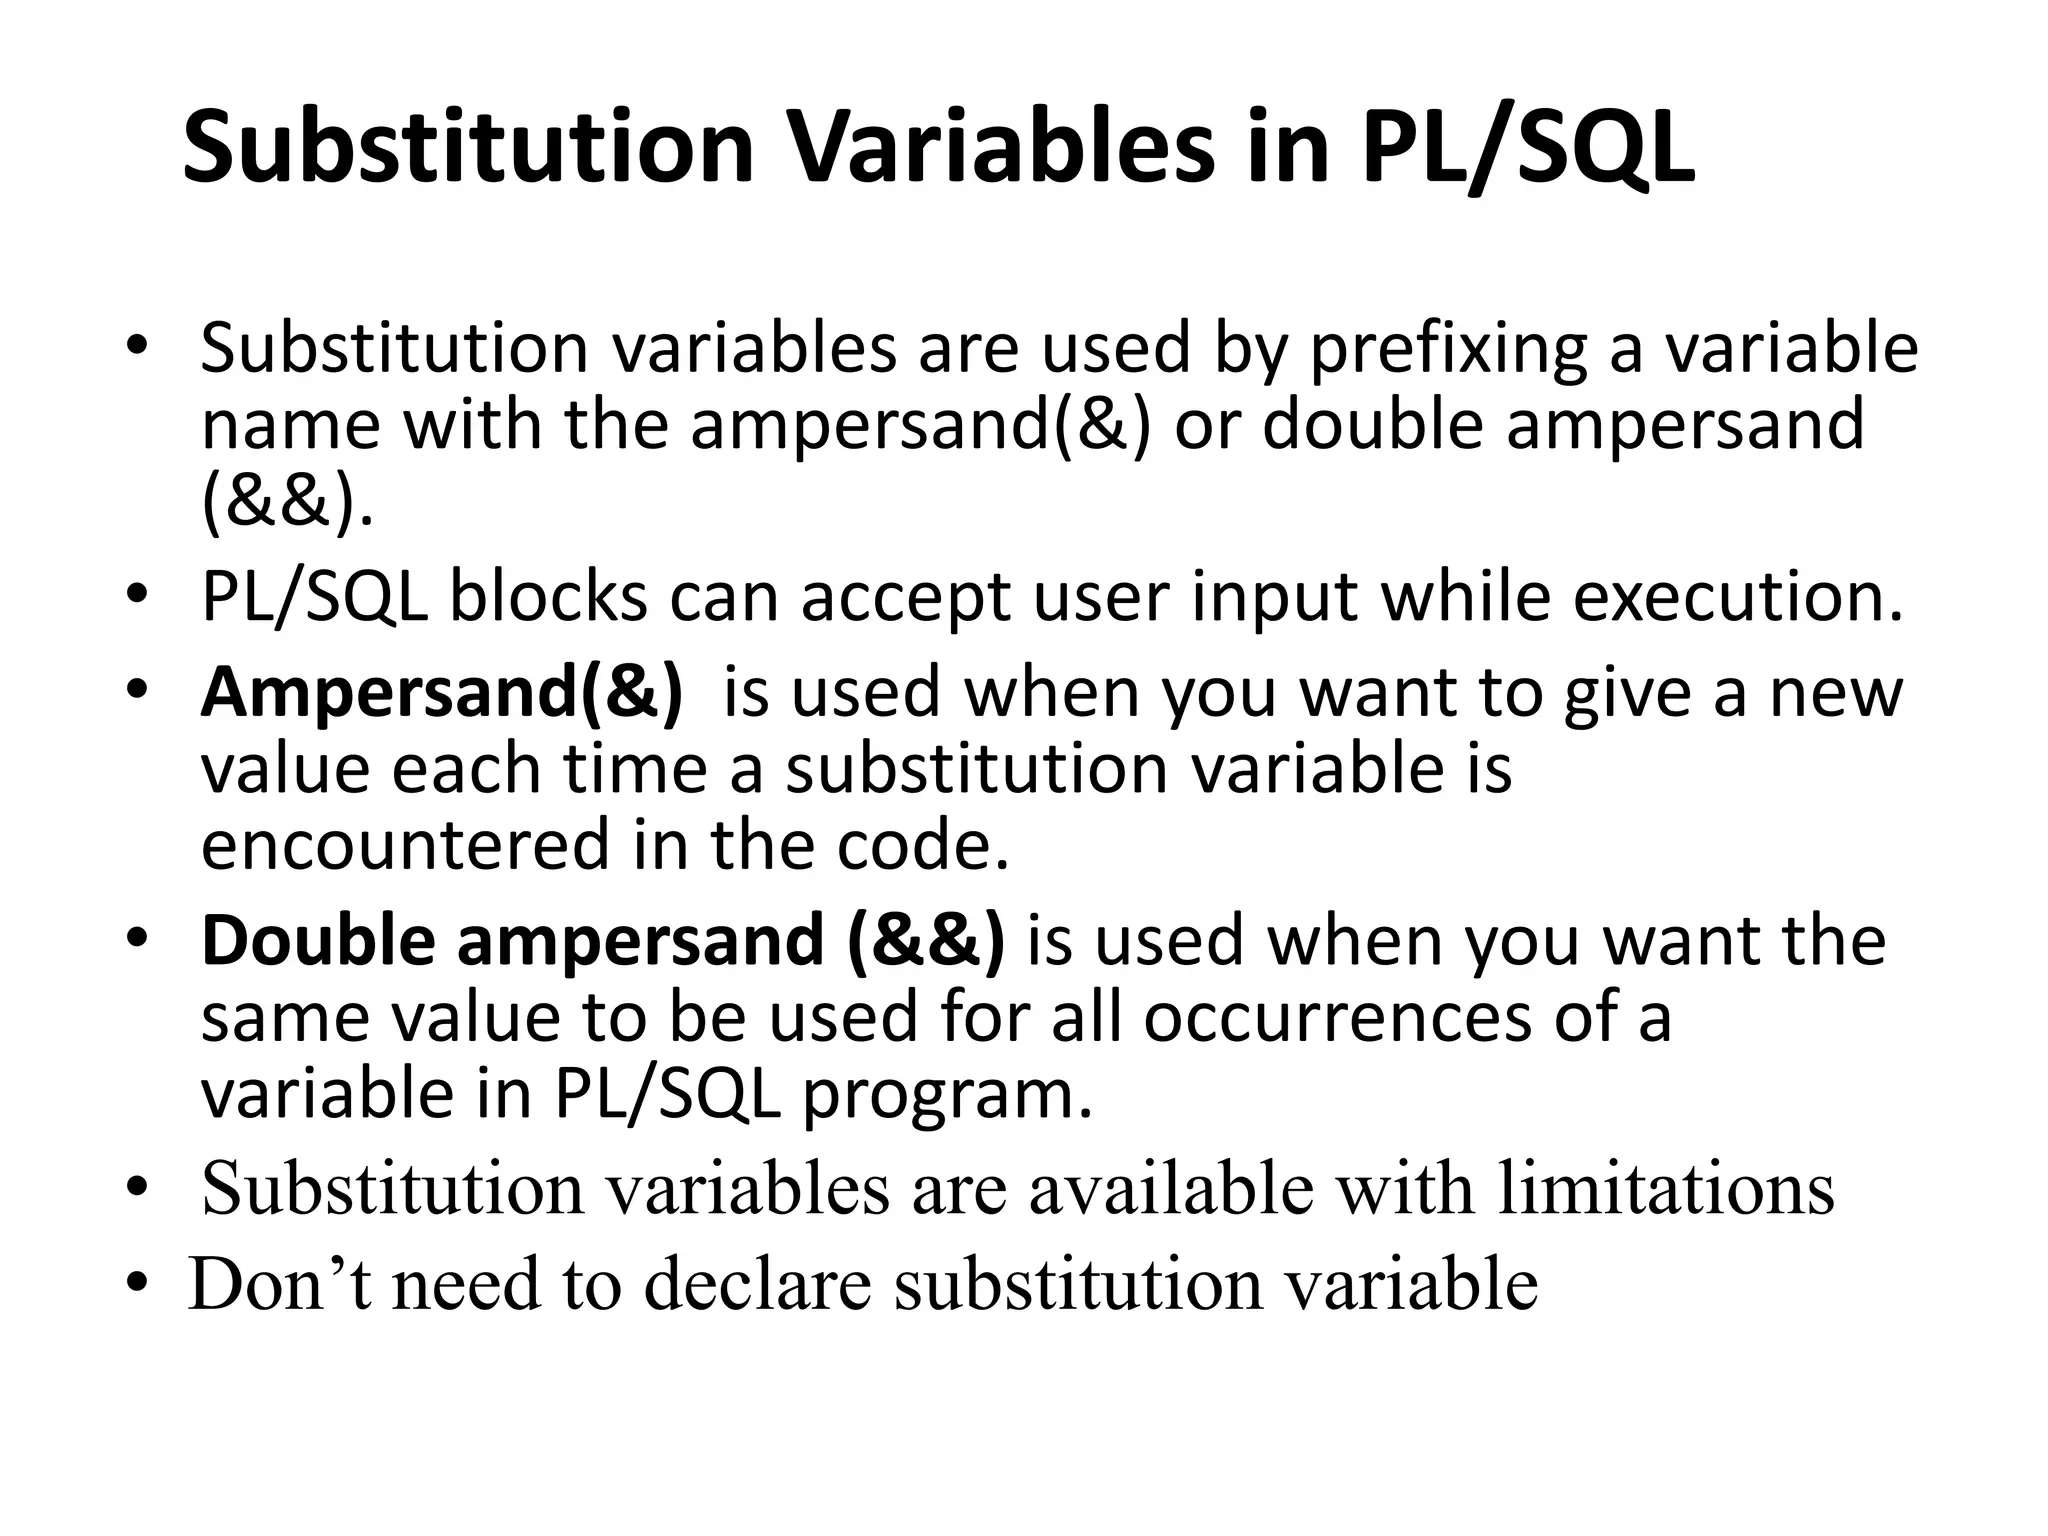 Substitution Variables in PL/SQL
• Substitution variables are used by prefixing a variable
name with the ampersand(&) or double ampersand
(&&).
• PL/SQL blocks can accept user input while execution.
• Ampersand(&) is used when you want to give a new
value each time a substitution variable is
encountered in the code.
• Double ampersand (&&) is used when you want the
same value to be used for all occurrences of a
variable in PL/SQL program.
• Substitution variables are available with limitations
• Don’t need to declare substitution variable